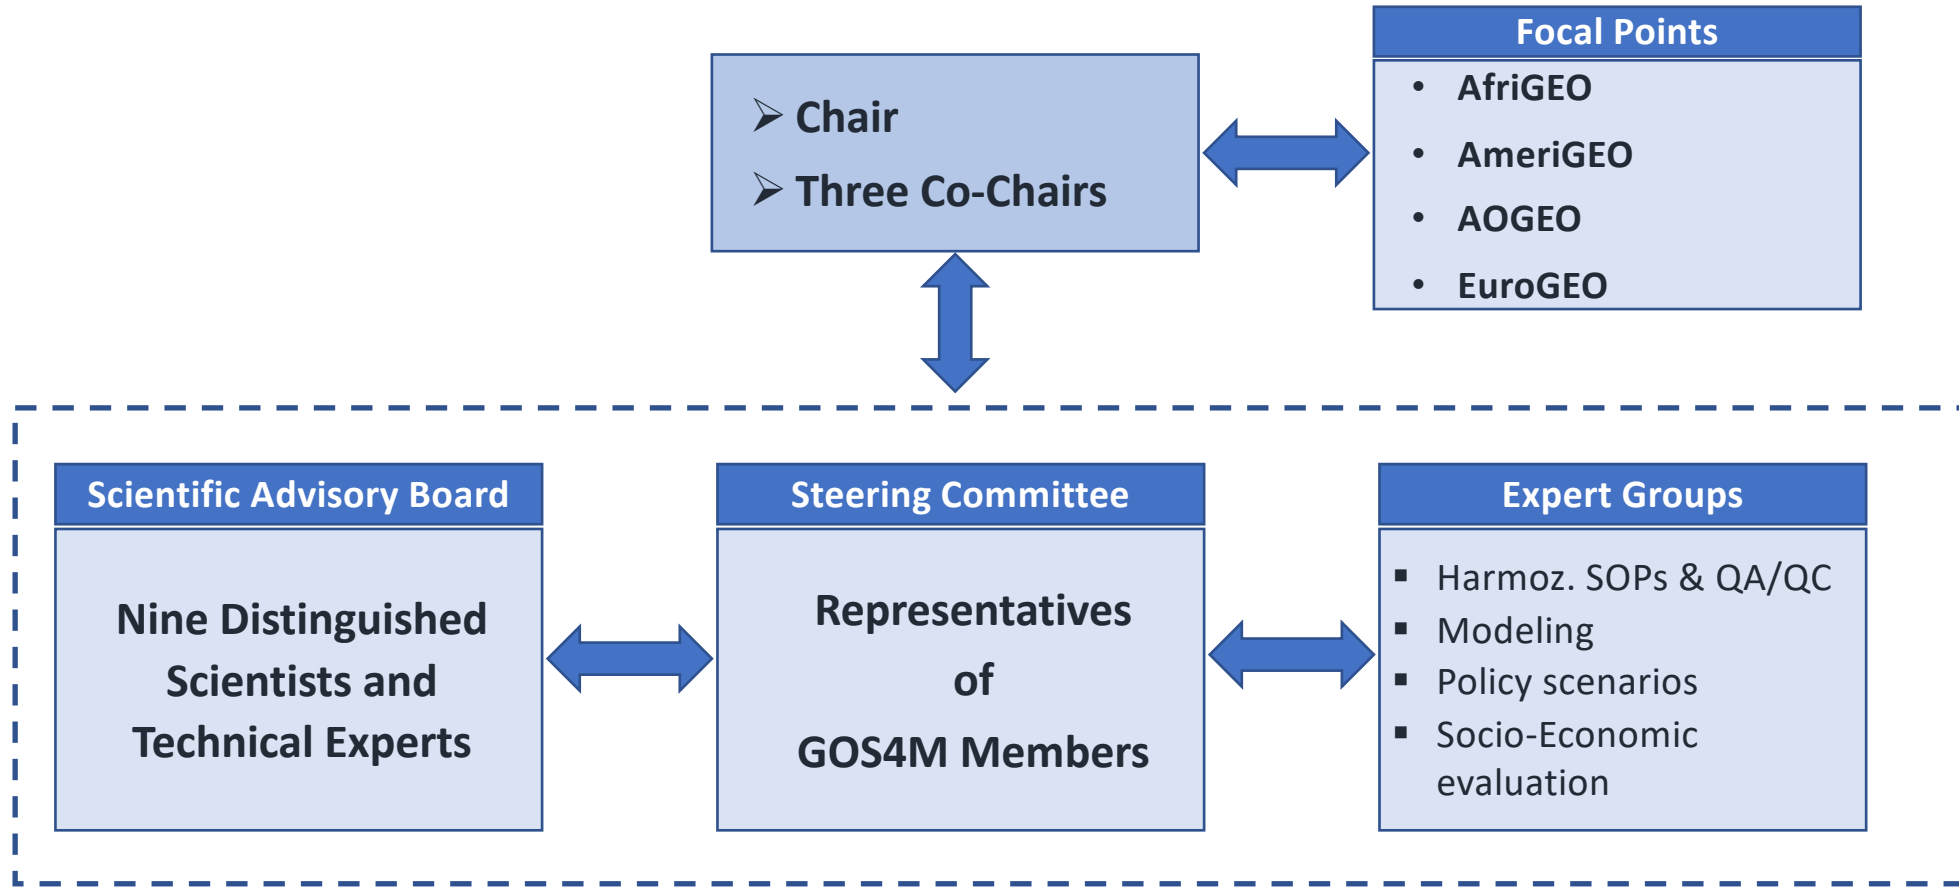 Focal Points
• AfriGEO
• AmeriGEO
• AOGEO
• EuroGEO
➢ Chair
➢ Three Co-Chairs
Scientific Advisory Board
Nine Distinguished
Scientists and
Technical Experts
Steering Committee
Representatives
of
GOS4M Members
Expert Groups
▪ Harmoz. SOPs & QA/QC
▪ Modeling
▪ Policy scenarios
▪ Socio-Economic
evaluation